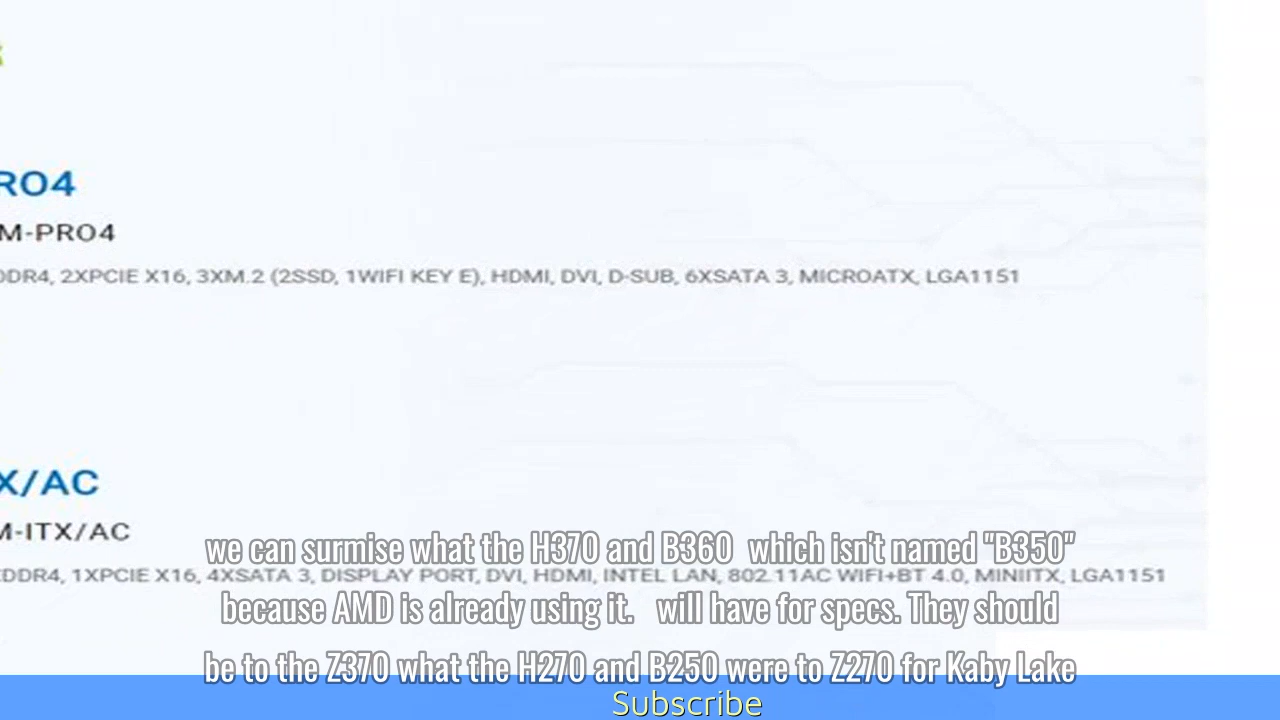 RO4
M-PRO4
DDR4, 2XPCIE X16, 3XM.2 (2SSD, 1WIFI KEY E), HDMI, DVI, D-SUB, 6XSATA 3, MICROATX, LGA1151
X/AC
M-ITX/AC
we can surmise what the H370 and B360 which isn't named "B350"
DDR4, 1XPCIE X16, 4XSATA 3, DISPLAY PORT, DVI, HDMI, INTEL LAN, 802.11AC WIFI+BT 4.0, MINIITX, LGA1151
because AMD is already using it. will have for specs. They should
be to the Z370 what the H270 and B250 were to Z270 for Kaby Lake
Subscribe